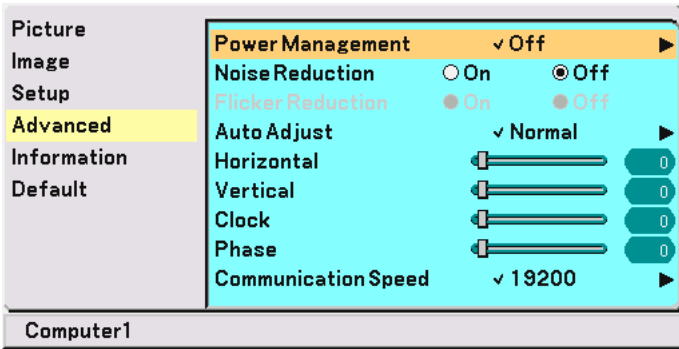 Picture
Image
Setup
Advanced
Information
Default
Power Management ✓ Off
Noise Reduction On Off
Flicker Reduction On Off
Auto Adjust ✓ Normal
Horizontal 0
Vertical 0
Clock 0
Phase 0
Communication Speed ✓ 19200
Computer1